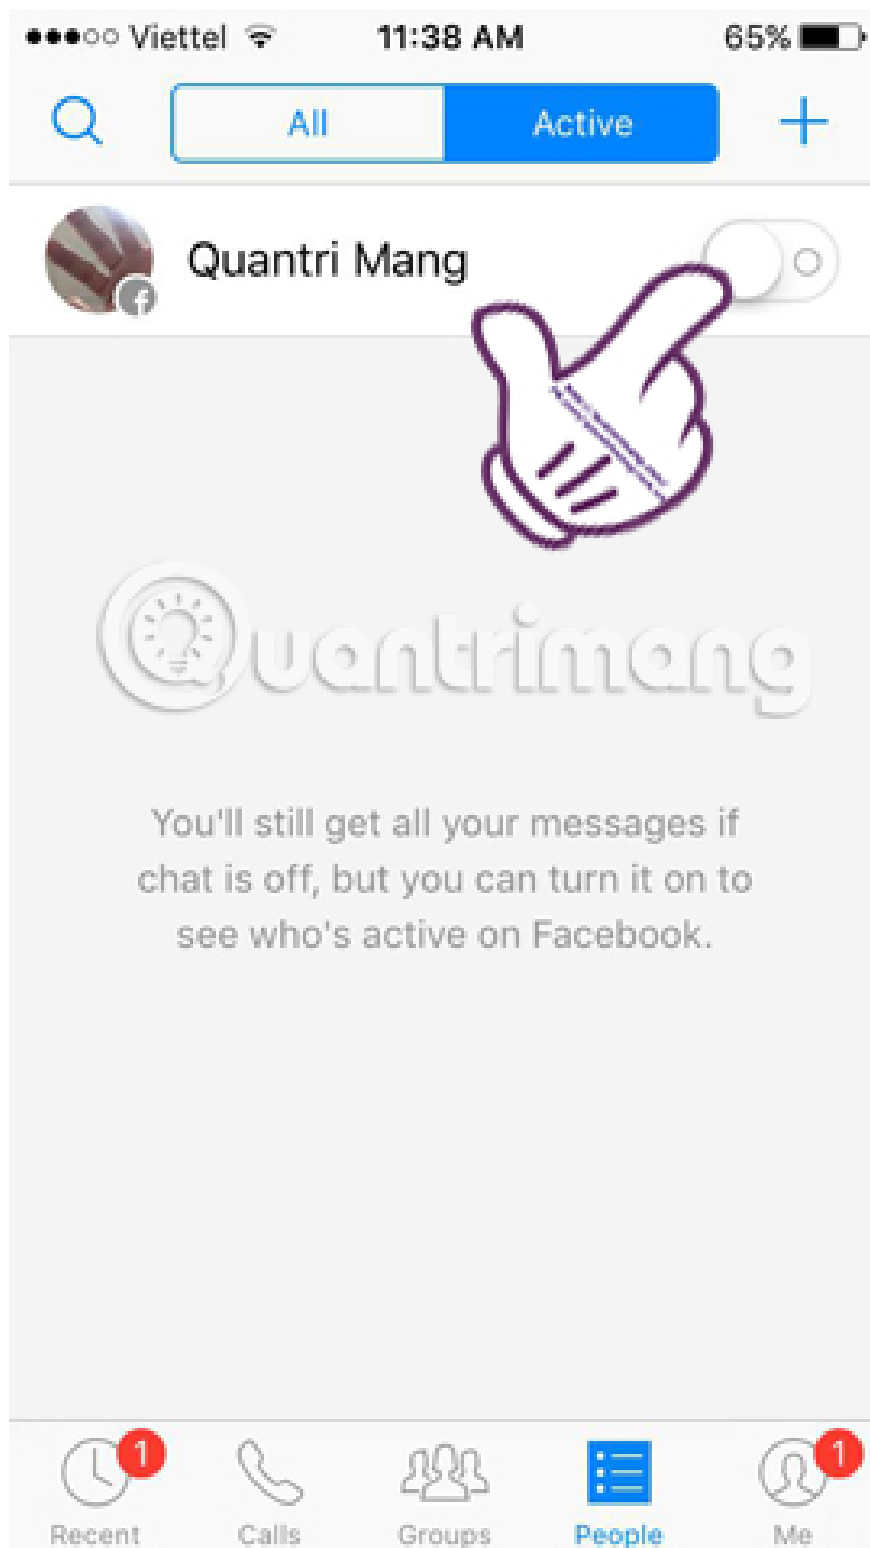 Viettel 11:38 AM 65%
All Active
Quantri Mang
Quantrimang
You'll still get all your messages if
chat is off, but you can turn it on to
see who's active on Facebook.
1 1
Recent Calls Groups People Me